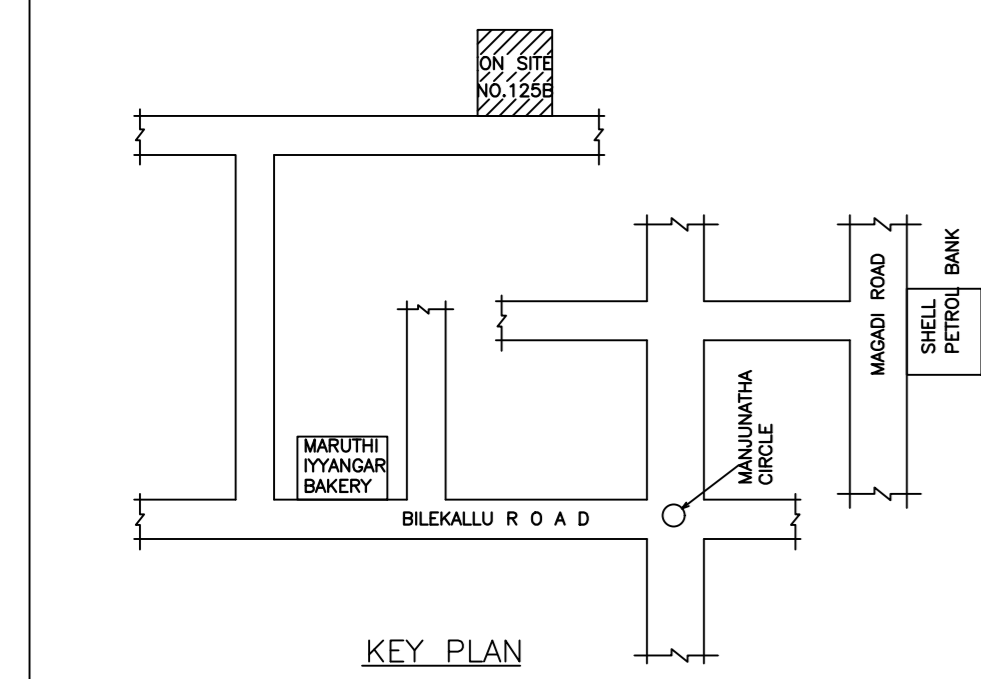 ON SITE
NO.125B
MAGADI ROAD
SHELL
PETROL BANK
MANJUNATHA
CIRCLE
MARUTHI
IYYANGAR
BAKERY
BILEKALLU R O A D
KEY PLAN